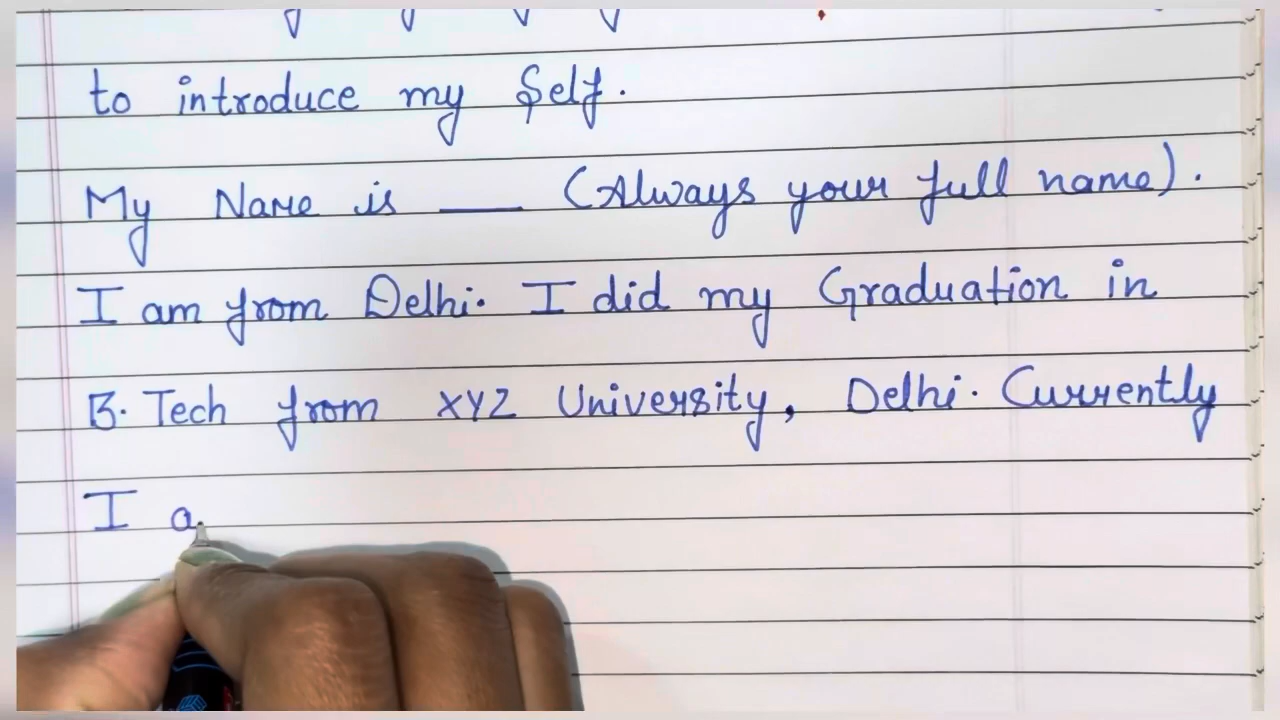 to introduce my Self.
My Name is ___ (Always your full name).
I am from Delhi. I did my Graduation in
B. Tech from XYZ University, Delhi. Currently
I a